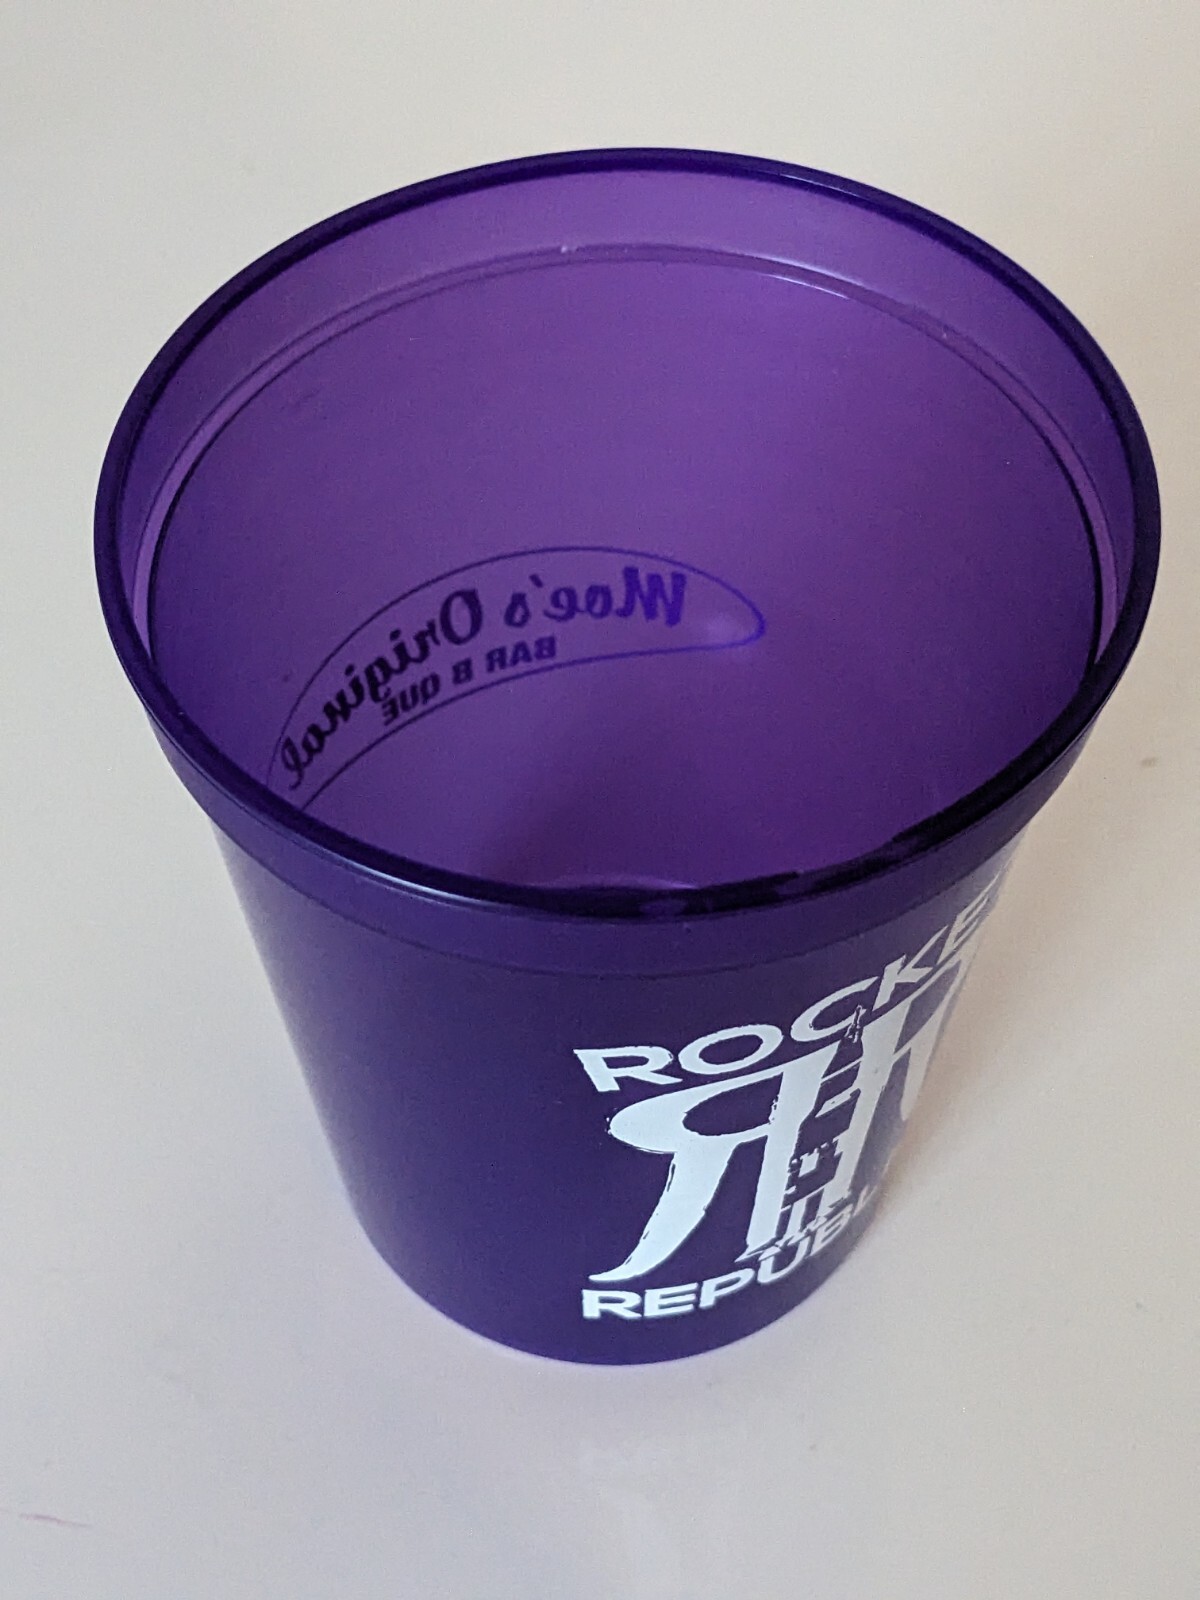 Moe's Original
BAR B QUE
ROCKE
REPUBL